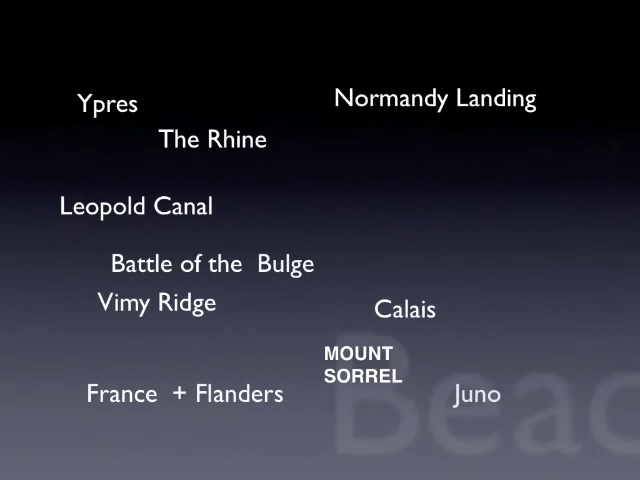 Ypres
Normandy Landing
The Rhine
Leopold Canal
Battle of the Bulge
Vimy Ridge
Calais
MOUNT
SORREL
France + Flanders
Juno
Beac